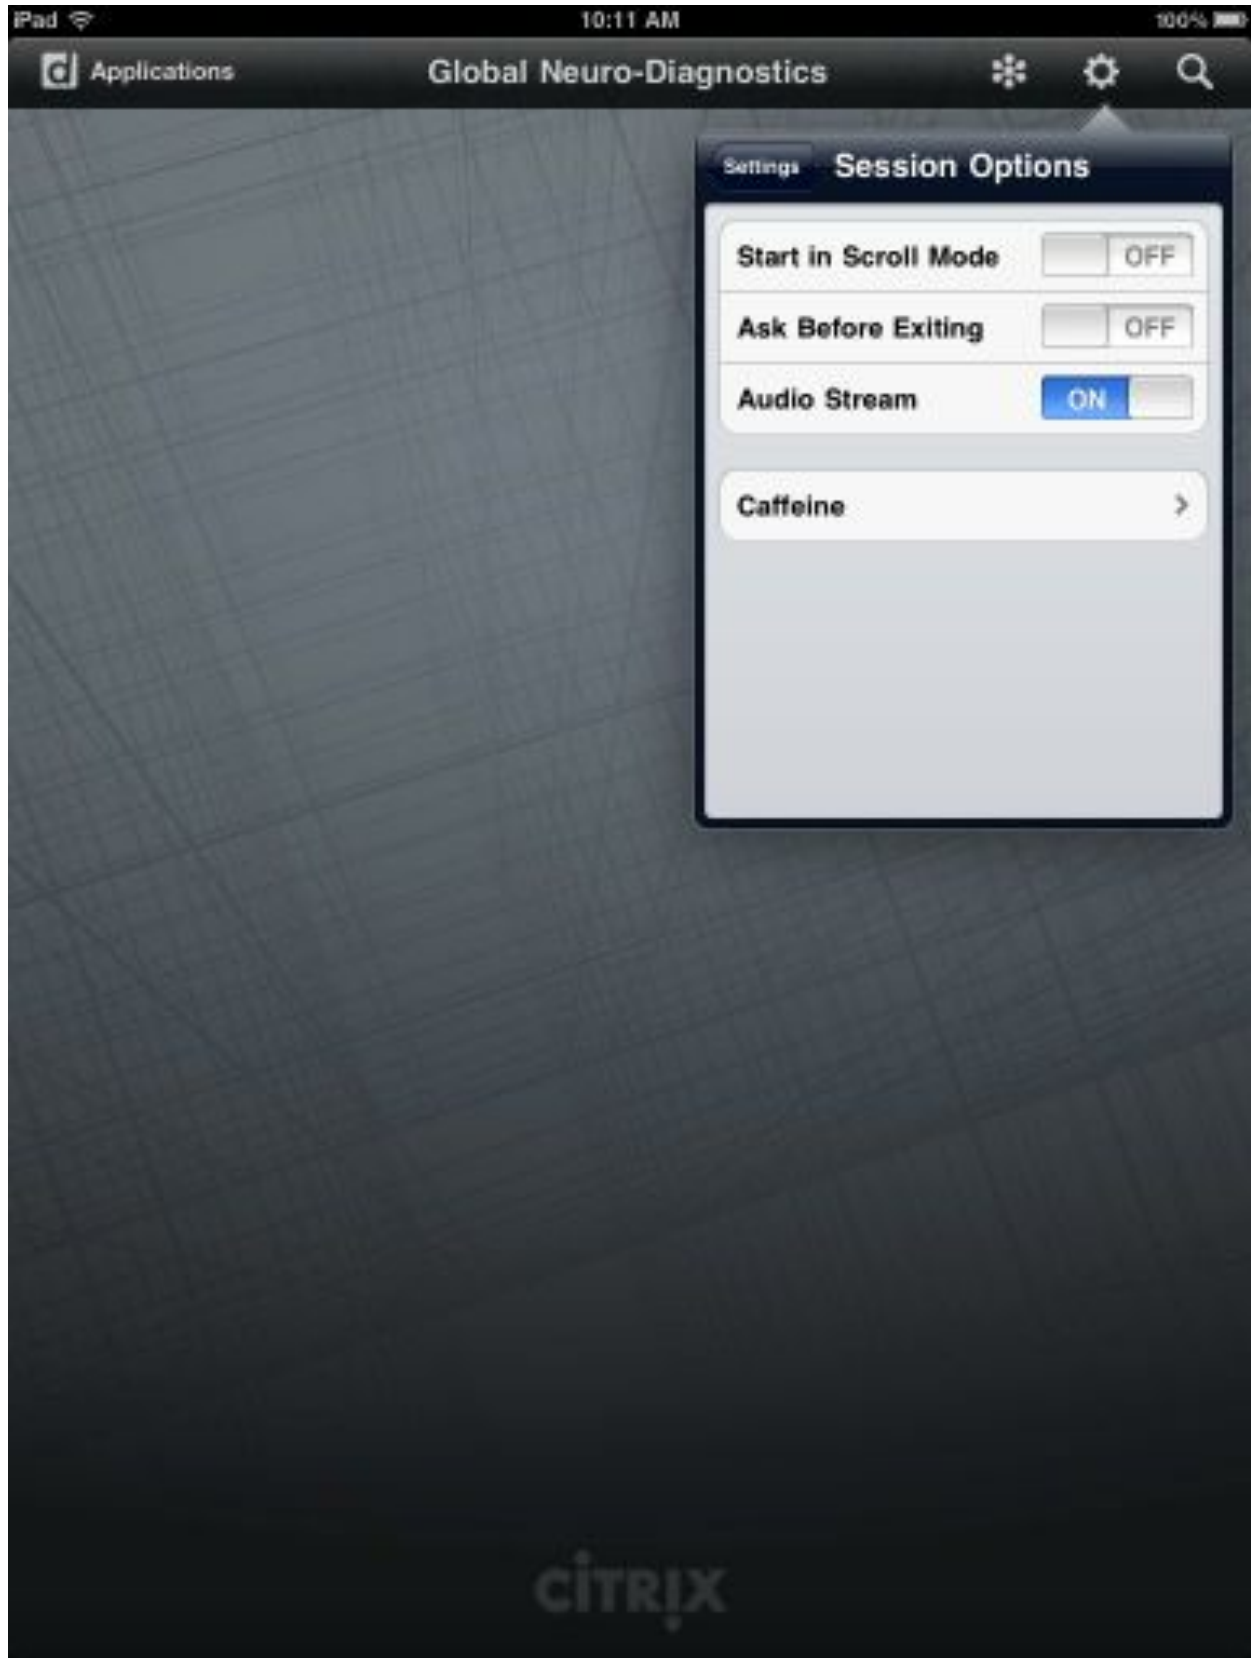 iPad 10:11 AM 100%
Applications Global Neuro-Diagnostics
Settings Session Options
Start in Scroll Mode OFF
Ask Before Exiting OFF
Audio Stream ON
Caffeine
CITRIX